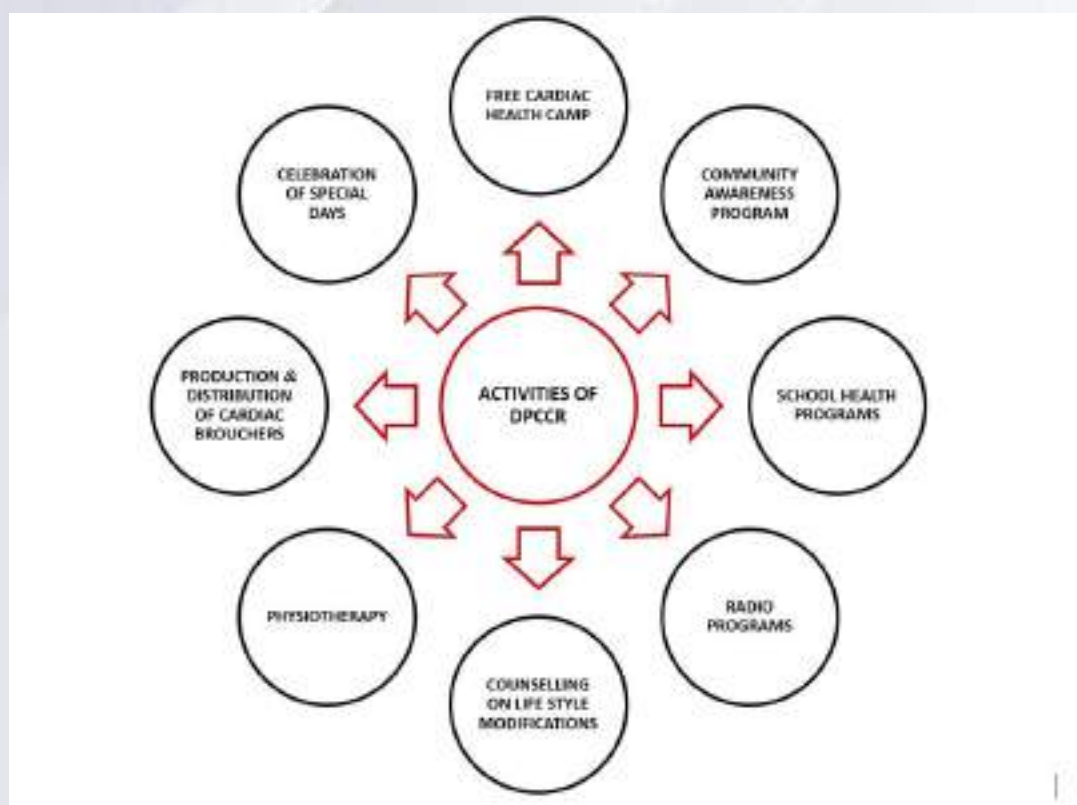 FREE CARDIAC
HEALTH CAMP
COMMUNITY
AWARENESS
PROGRAM
SCHOOL HEALTH
PROGRAMS
RADIO
PROGRAMS
COUNSELLING
ON LIFE STYLE
MODIFICATIONS
PHYSIOTHERAPY
PRODUCTION &
DISTRIBUTION
OF CARDIAC
BROUCHERS
CELEBRATION
OF SPECIAL
DAYS
ACTIVITIES OF
DPCCR